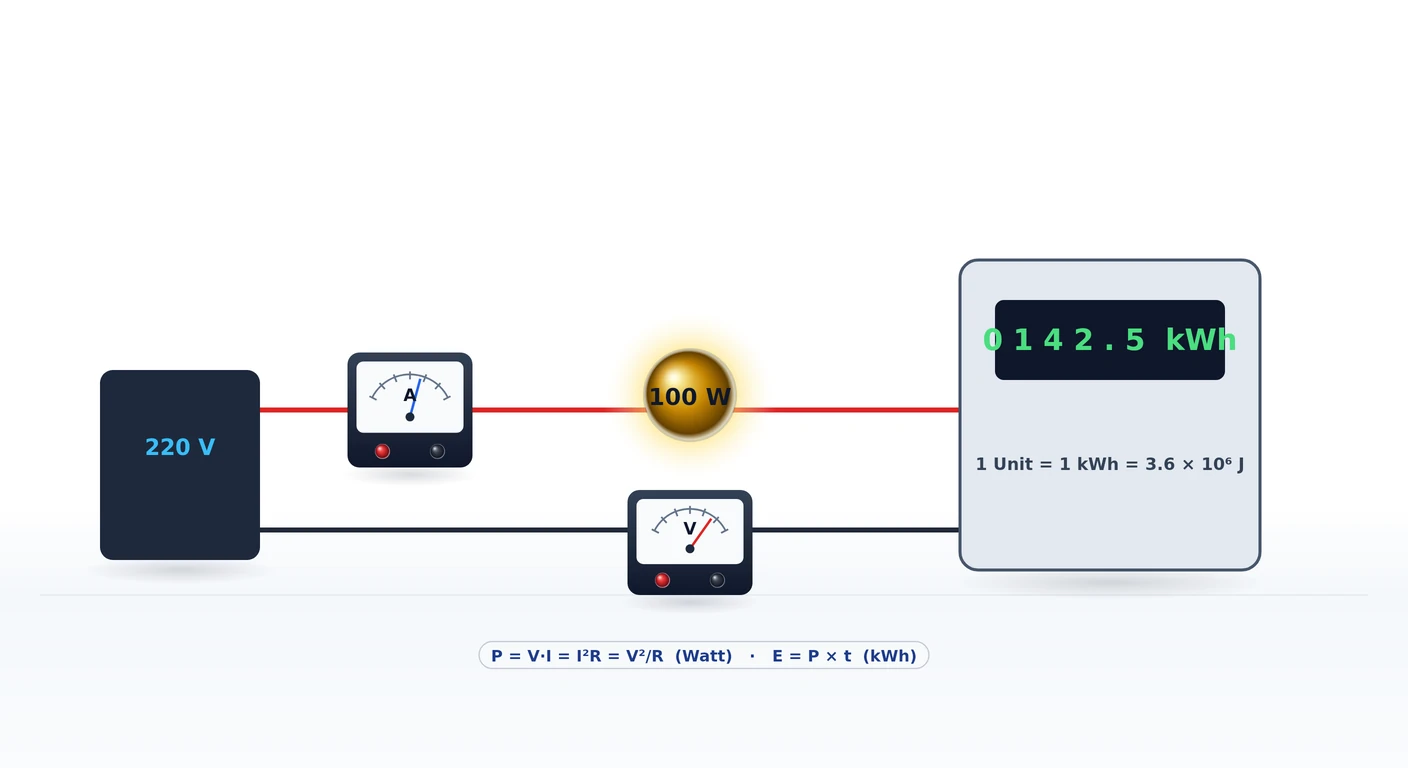 0142.5 kWh
A
100 W
220 V
1 Unit = 1 kWh = 3.6 × 10⁶ J
V
P = V·I = I²R = V²/R (Watt) · E = P × t (kWh)